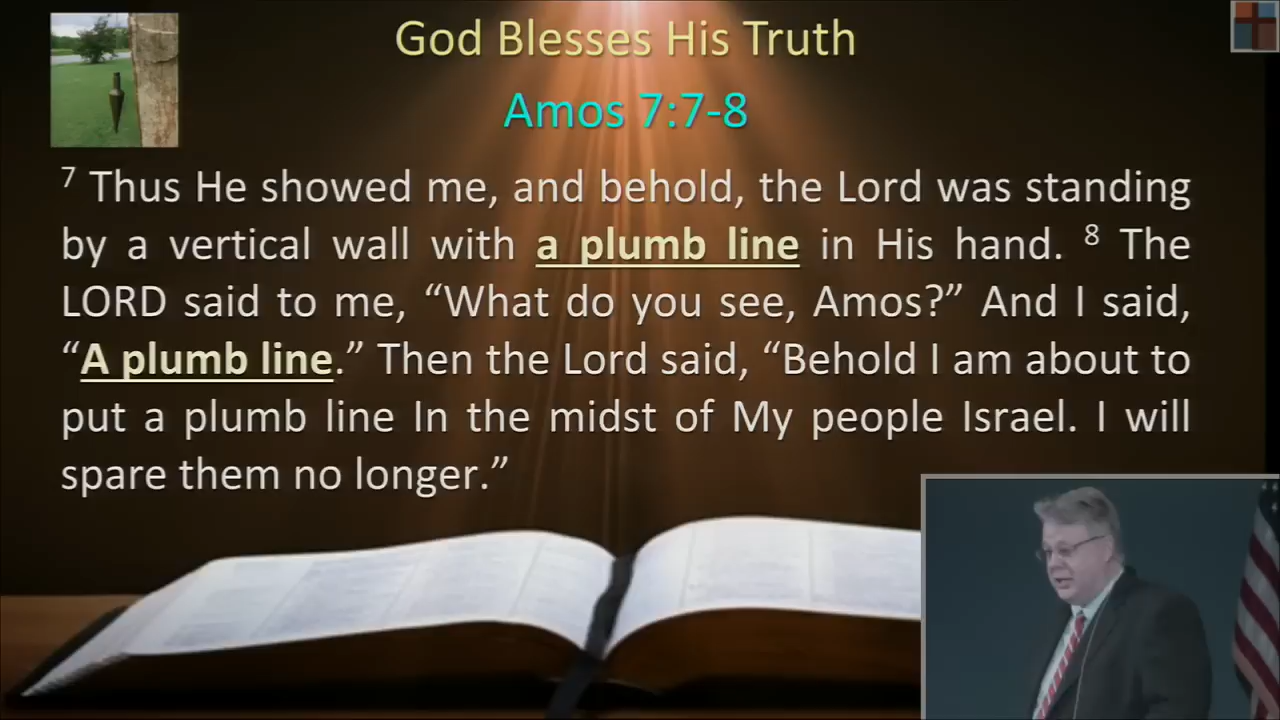 God Blesses His Truth
Amos 7:7-8
7 Thus He showed me, and behold, the Lord was standing
by a vertical wall with a plumb line in His hand. 8 The
LORD said to me, “What do you see, Amos?” And I said,
“A plumb line.” Then the Lord said, “Behold I am about to
put a plumb line In the midst of My people Israel. I will
spare them no longer.”